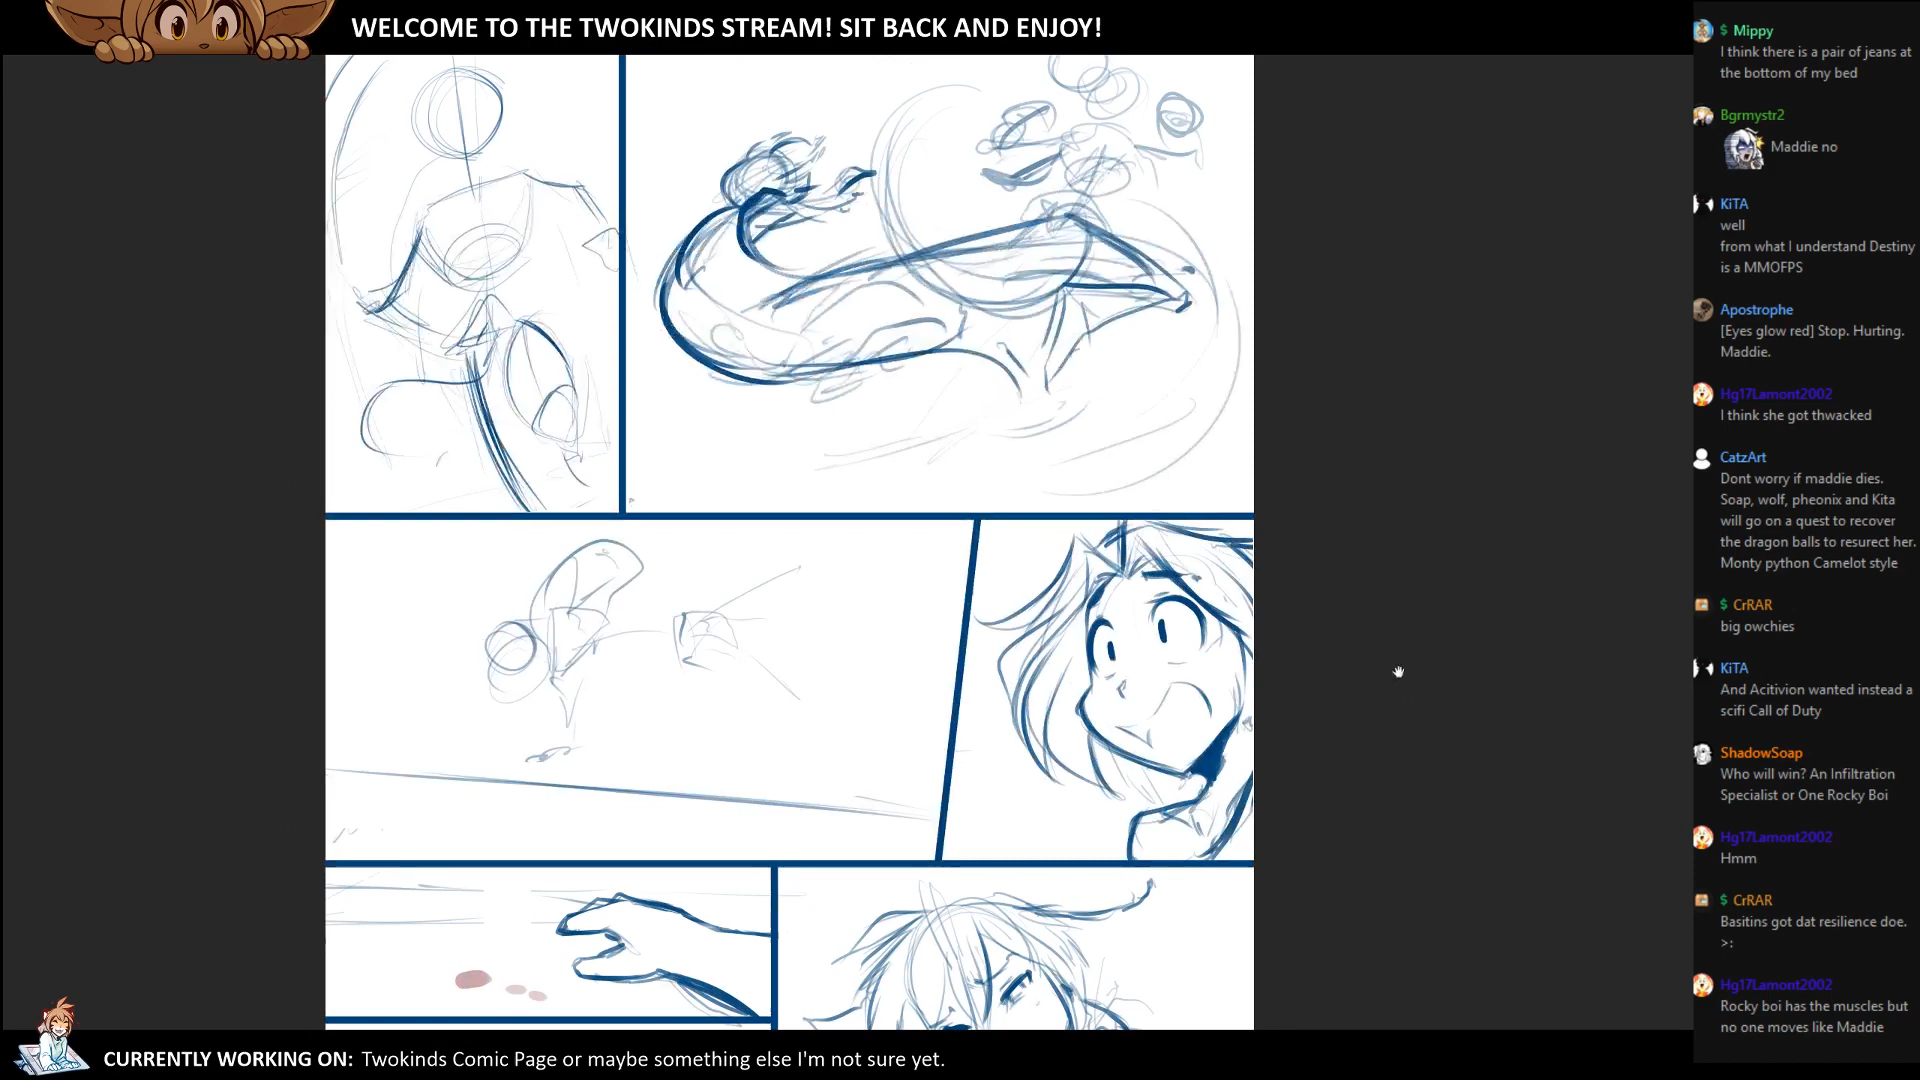 WELCOME TO THE TWOKINDS STREAM! SIT BACK AND ENJOY!
$ Mippy
I think there is a pair of jeans at
the bottom of my bed
Bgrmystr2
Maddie no
KiTA
well
from what I understand Destiny
is a MMOFPS
Apostrophe
[Eyes glow red] Stop. Hurting.
Maddie.
Hg17Lamont2002
I think she got thwacked
CatzArt
Dont worry if maddie dies.
Soap, wolf, pheonix and Kita
will go on a quest to recover
the dragon balls to resurect her.
Monty python Camelot style
$ CrRAR
big owchies
KiTA
And Acitivion wanted instead a
scifi Call of Duty
ShadowSoap
Who will win? An Infiltration
Specialist or One Rocky Boi
Hg17Lamont2002
Hmm
$ CrRAR
Basitins got dat resilience doe.
>:
Hg17Lamont2002
Rocky boi has the muscles but
no one moves like Maddie
CURRENTLY WORKING ON: Twokinds Comic Page or maybe something else I'm not sure yet.